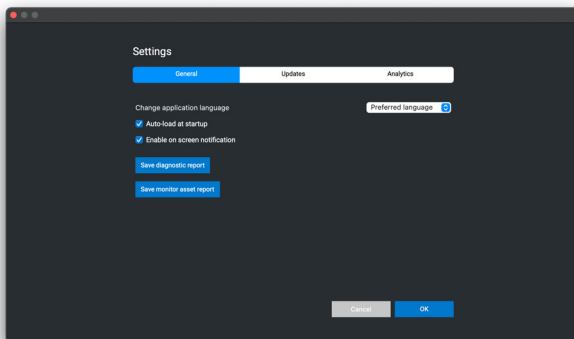 Settings
General
Updates
Analytics
Change application language
Preferred language
Auto-load at startup
Enable on screen notification
Save diagnostic report
Save monitor asset report
Cancel
OK